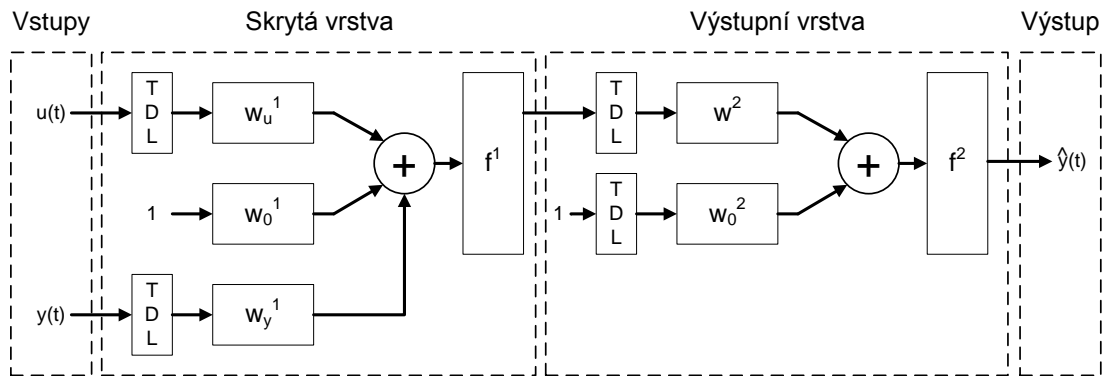 Vstupy
Skrytá vrstva
Výstupní vrstva
Výstup
u(t)
T
D
L
w_u^1
+
f^1
T
D
L
w^2
+
f^2
ŷ(t)
1
w_0^1
1
T
D
L
w_0^2
y(t)
T
D
L
w_y^1